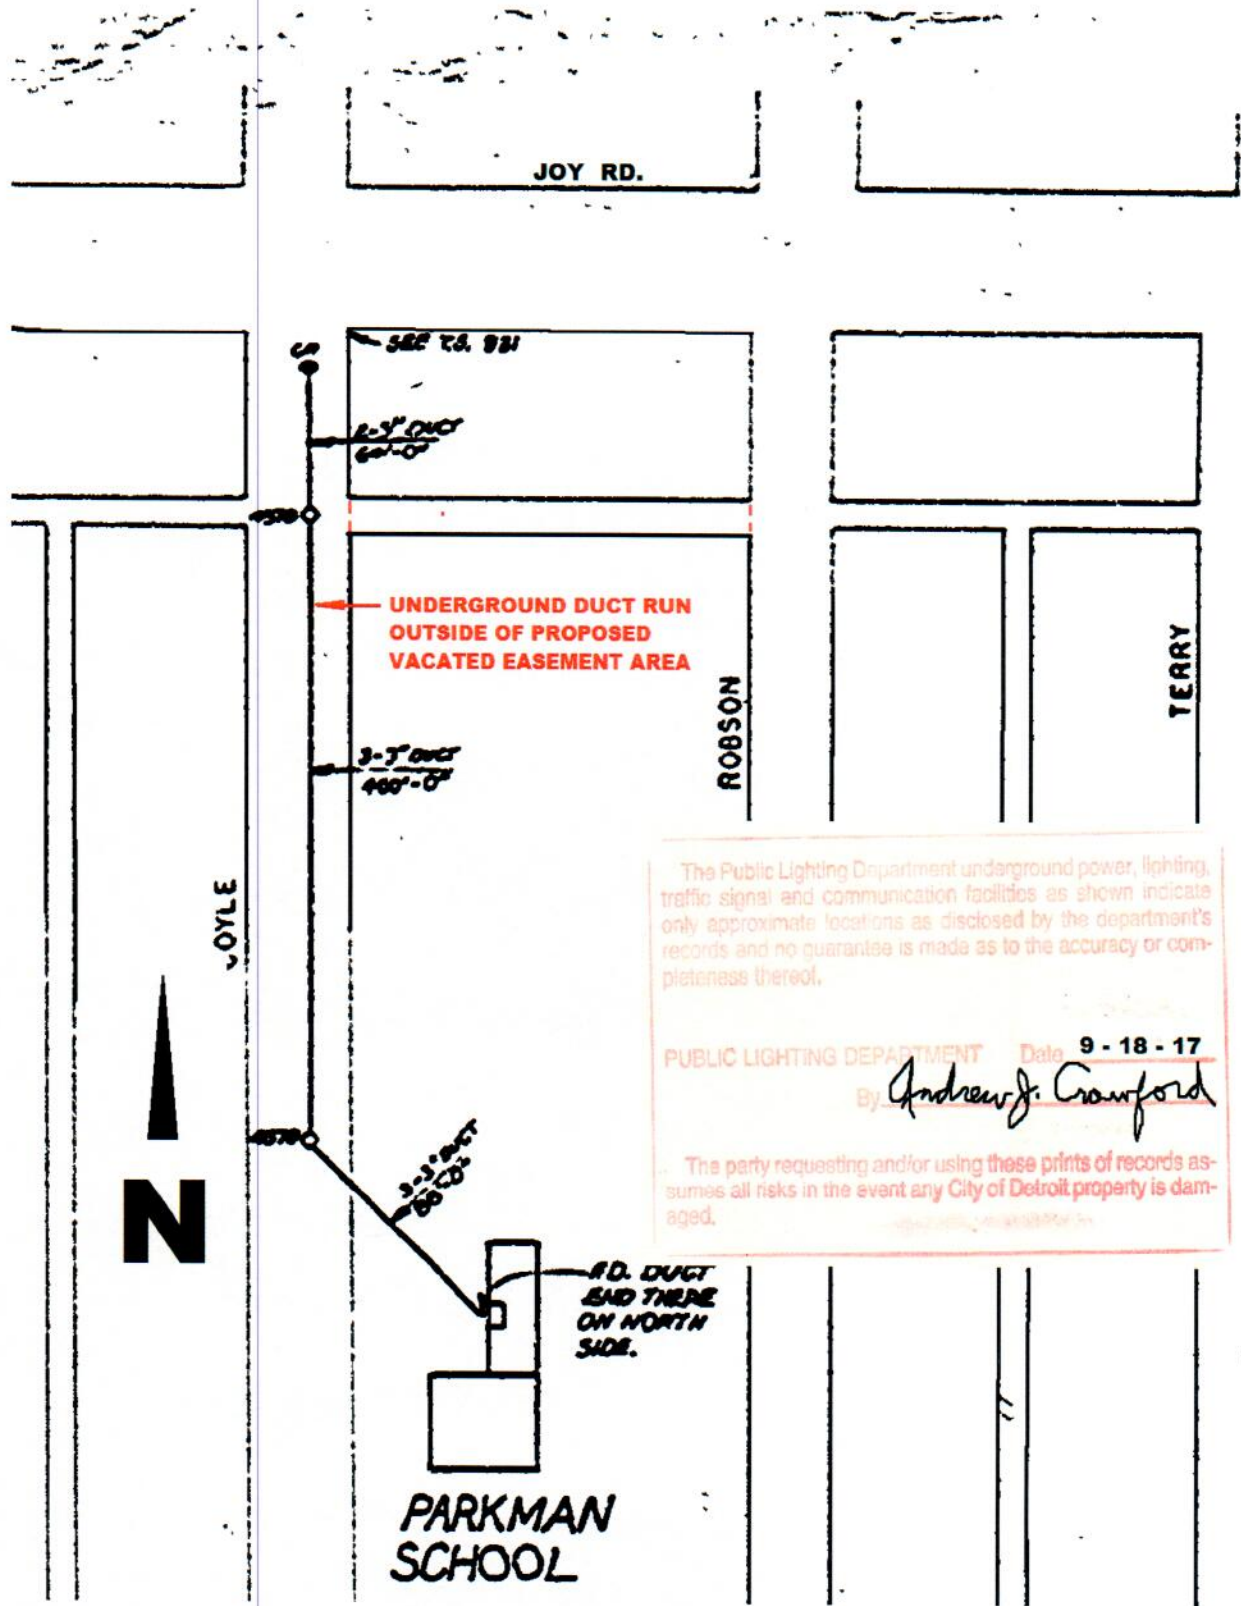 JOY RD.
SEE T.S. 821
2-3" DUCT
UNDERGROUND DUCT RUN
OUTSIDE OF PROPOSED
VACATED EASEMENT AREA
3-3" DUCT
400'-0"
ROBSON
TERRY
The Public Lighting Department underground power, lighting,
traffic signal and communication facilities as shown indicate
only approximate locations as disclosed by the department's
records and no guarantee is made as to the accuracy or com-
pleteness thereof.
PUBLIC LIGHTING DEPARTMENT Date 9 - 18 - 17
By Andrew J. Crawford
The party requesting and/or using these prints of records as-
sumes all risks in the event any City of Detroit property is dam-
aged.
N
3-3" DUCT
DUCT
END THERE
ON NORTH
SIDE.
PARKMAN
SCHOOL